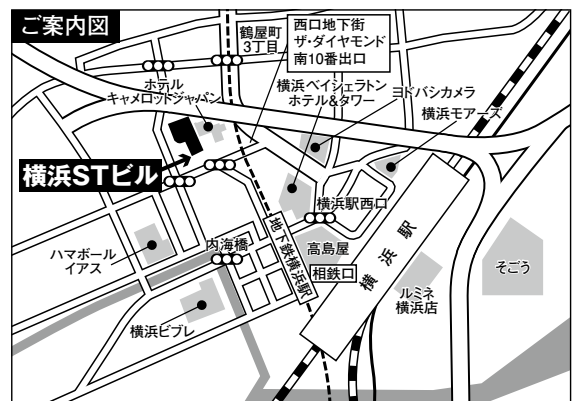 ご案内図
鶴屋町
3丁目
西口地下街
ザ・ダイヤモンド
南10番出口
ホテル
キャメロットジャパン
横浜ベイシェラトン
ホテル&タワー
ヨドバシカメラ
横浜モアーズ
横浜STビル
横浜駅西口
ハマボール
イアス
内海橋
地下鉄横浜駅
高島屋
相鉄口
横浜駅
そごう
ルミネ
横浜店
横浜ビブレ